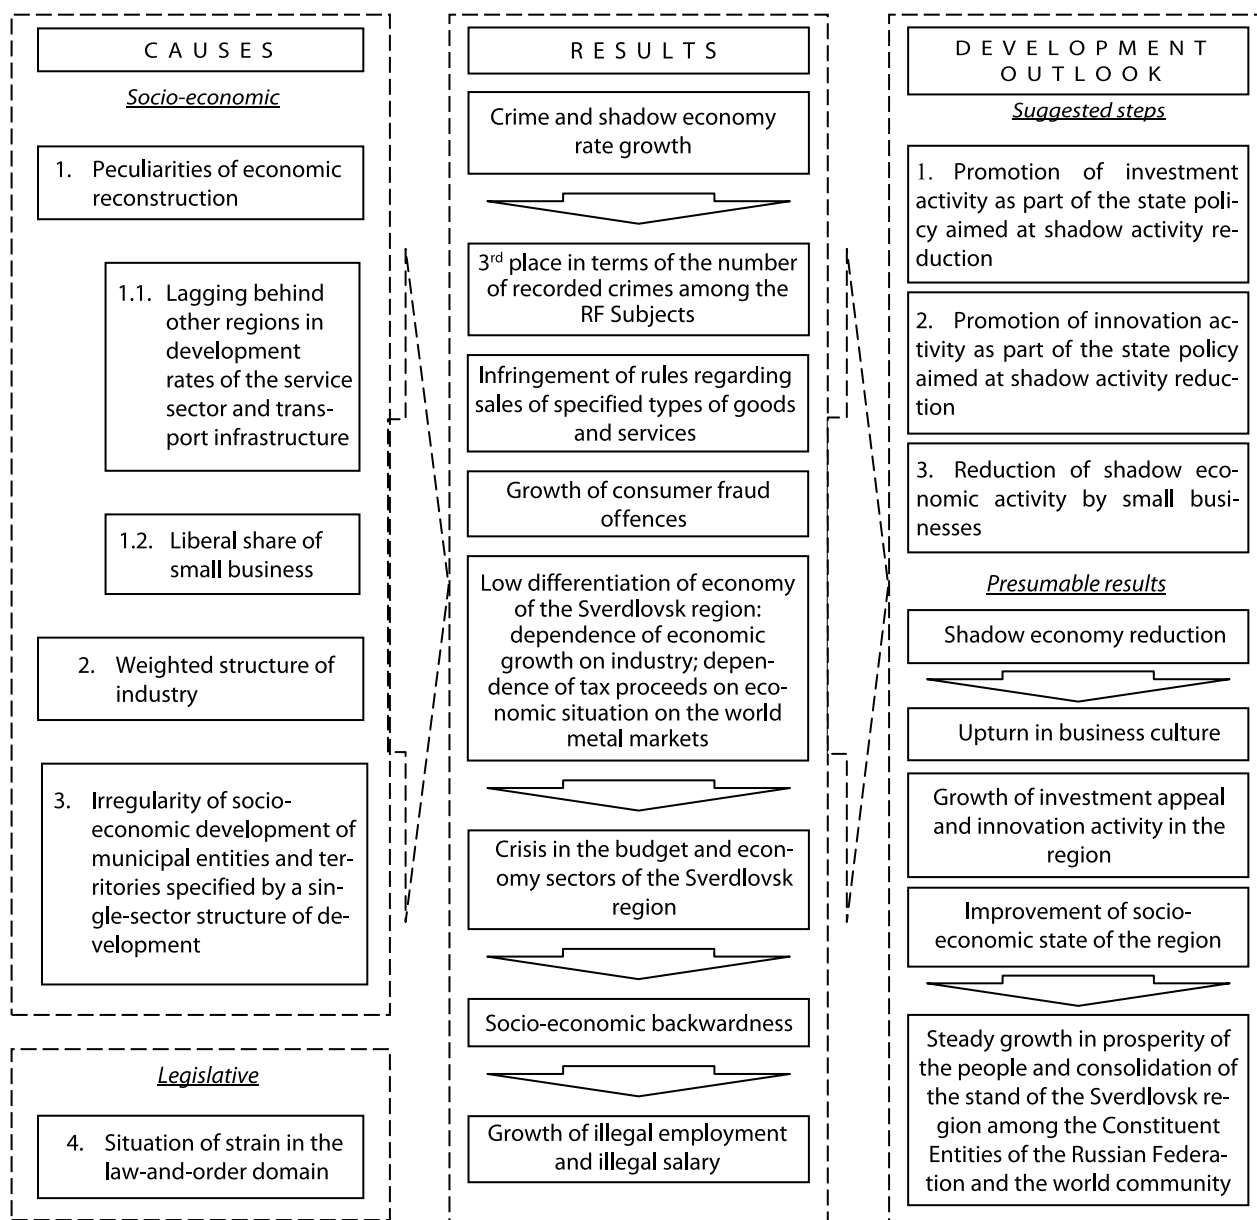 CAUSES
Socio-economic
1. Peculiarities of economic
reconstruction
1.1. Lagging behind
other regions in
development
rates of the service
sector and trans-
port infrastructure
1.2. Liberal share of
small business
2. Weighted structure of
industry
3. Irregularity of socio-
economic development of
municipal entities and ter-
ritories specified by a sin-
gle-sector structure of de-
velopment
Legislative
4. Situation of strain in the
law-and-order domain
RESULTS
Crime and shadow economy
rate growth
3rd place in terms of the number
of recorded crimes among the
RF Subjects
Infringement of rules regarding
sales of specified types of goods
and services
Growth of consumer fraud
offences
Low differentiation of economy
of the Sverdlovsk region:
dependence of economic
growth on industry; depen-
dence of tax proceeds on eco-
nomic situation on the world
metal markets
Crisis in the budget and econ-
omy sectors of the Sverdlovsk
region
Socio-economic backwardness
Growth of illegal employment
and illegal salary
DEVELOPMENT
OUTLOOK
Suggested steps
1. Promotion of investment
activity as part of the state poli-
cy aimed at shadow activity re-
duction
2. Promotion of innovation ac-
tivity as part of the state policy
aimed at shadow activity reduc-
tion
3. Reduction of shadow eco-
nomic activity by small busi-
nesses
Presumable results
Shadow economy reduction
Upturn in business culture
Growth of investment appeal
and innovation activity in the
region
Improvement of socio-
economic state of the region
Steady growth in prosperity of
the people and consolidation of
the stand of the Sverdlovsk re-
gion among the Constituent
Entities of the Russian Federa-
tion and the world community